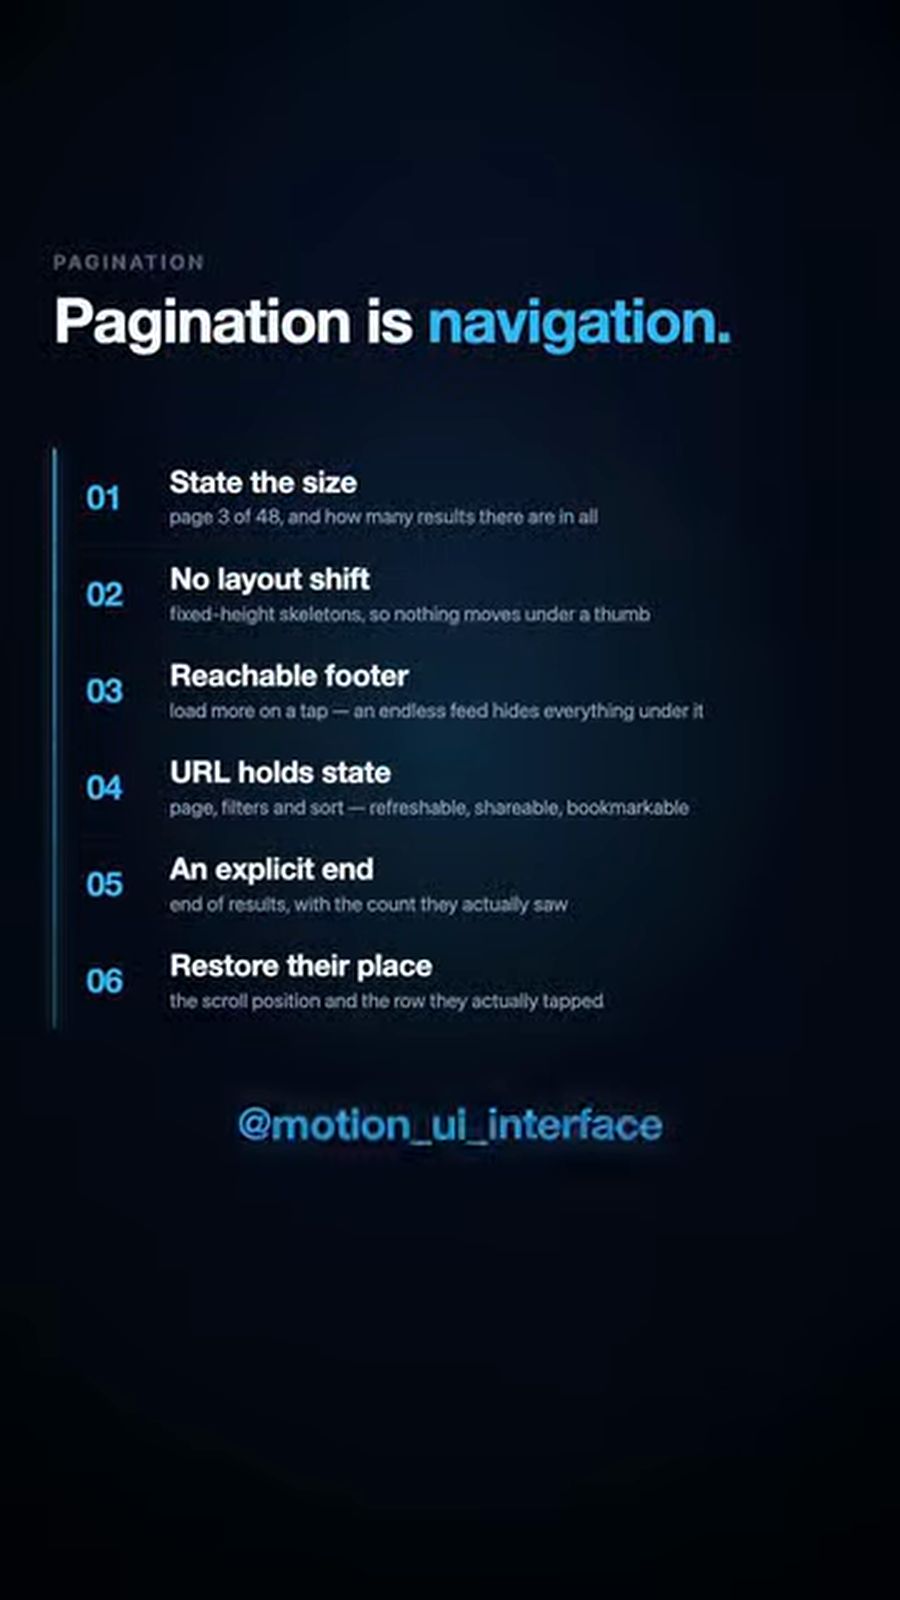 PAGINATION
Pagination is navigation.
01
State the size
page 3 of 48, and how many results there are in all
02
No layout shift
fixed-height skeletons, so nothing moves under a thumb
03
Reachable footer
load more on a tap — an endless feed hides everything under it
04
URL holds state
page, filters and sort — refreshable, shareable, bookmarkable
05
An explicit end
end of results, with the count they actually saw
06
Restore their place
the scroll position and the row they actually tapped
@motion_ui_interface